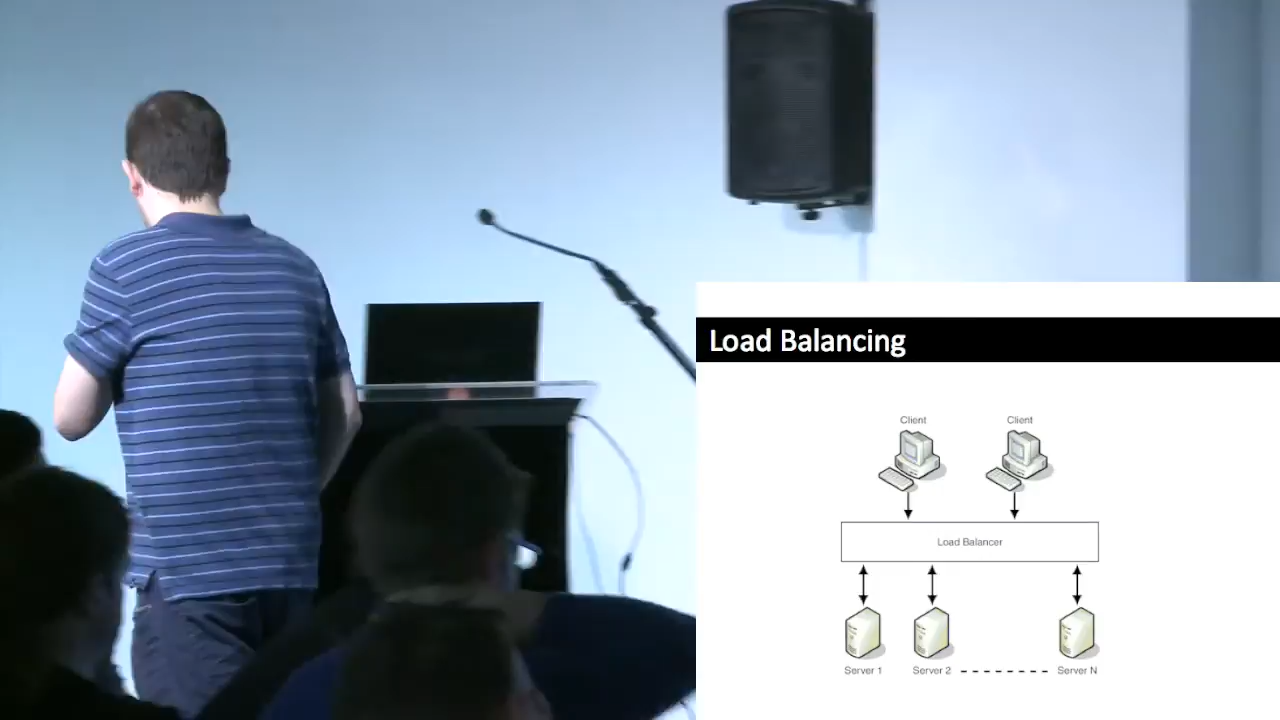 Load Balancing
Client Client
Load Balancer
Server 1 Server 2 Server N